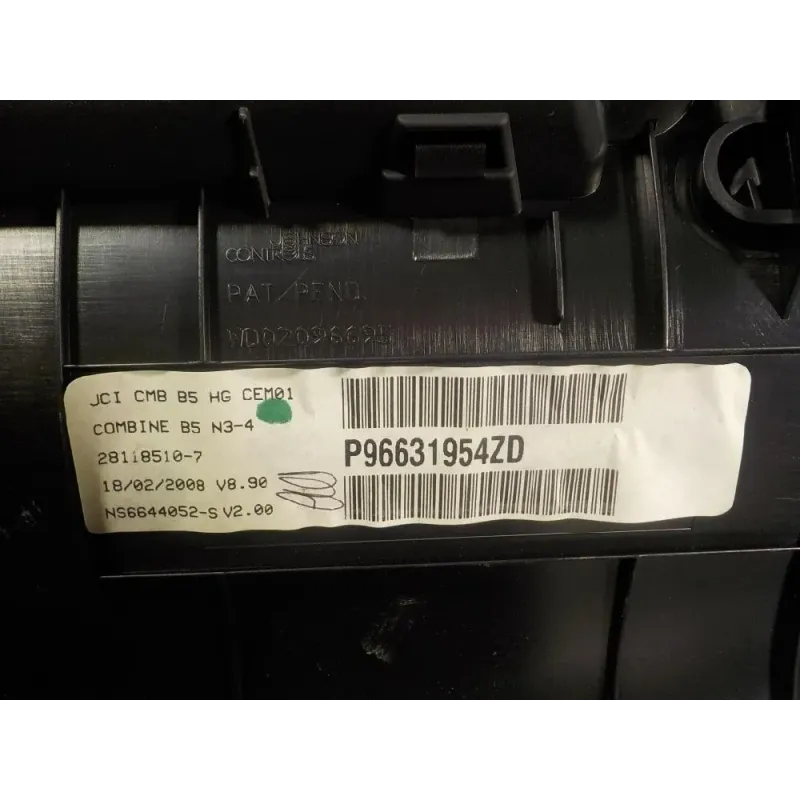 JOHNSON
CONTROLS
PAT/PEND.
WD02096695
JCI CMB B5 HG CEM01
COMBINE B5 N3-4
28118510-7
18/02/2008 V8.90
NS6644052-S V2.00
P96631954ZD